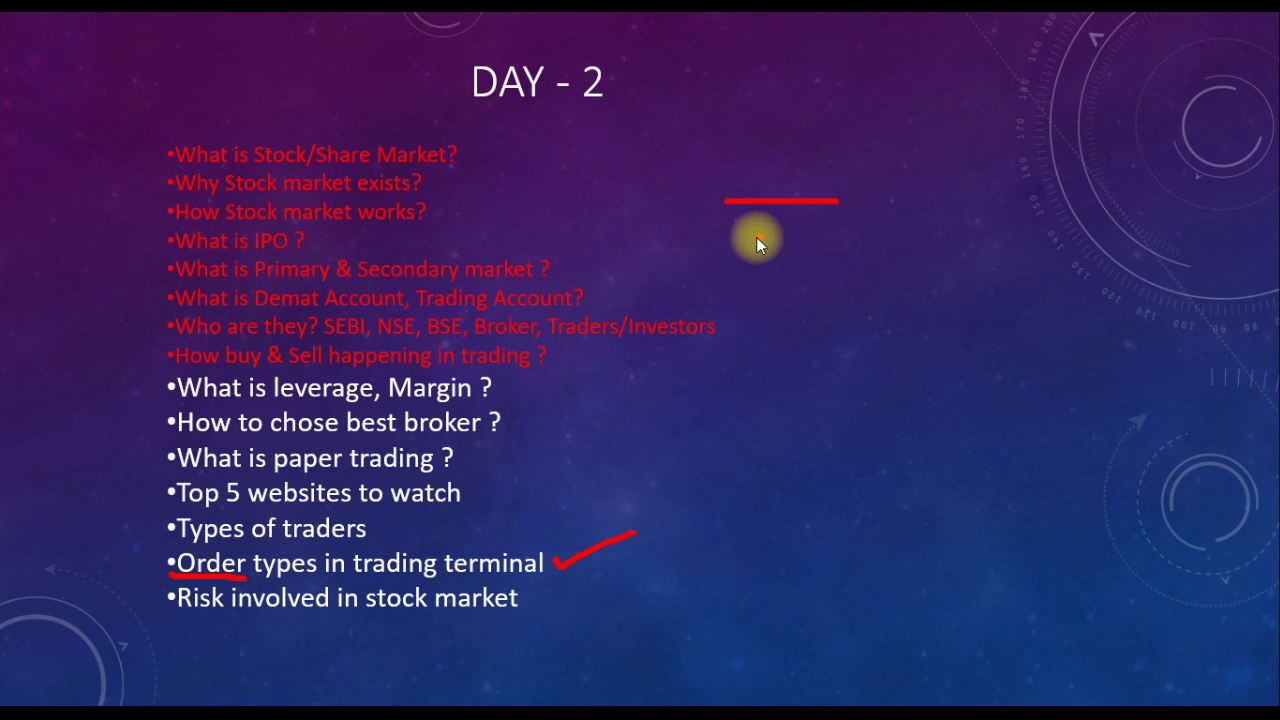 DAY - 2
•What is Stock/Share Market?
•Why Stock market exists?
•How Stock market works?
•What is IPO ?
•What is Primary & Secondary market ?
•What is Demat Account, Trading Account?
•Who are they? SEBI, NSE, BSE, Broker, Traders/Investors
•How buy & Sell happening in trading ?
•What is leverage, Margin ?
•How to chose best broker ?
•What is paper trading ?
•Top 5 websites to watch
•Types of traders
•Order types in trading terminal
•Risk involved in stock market